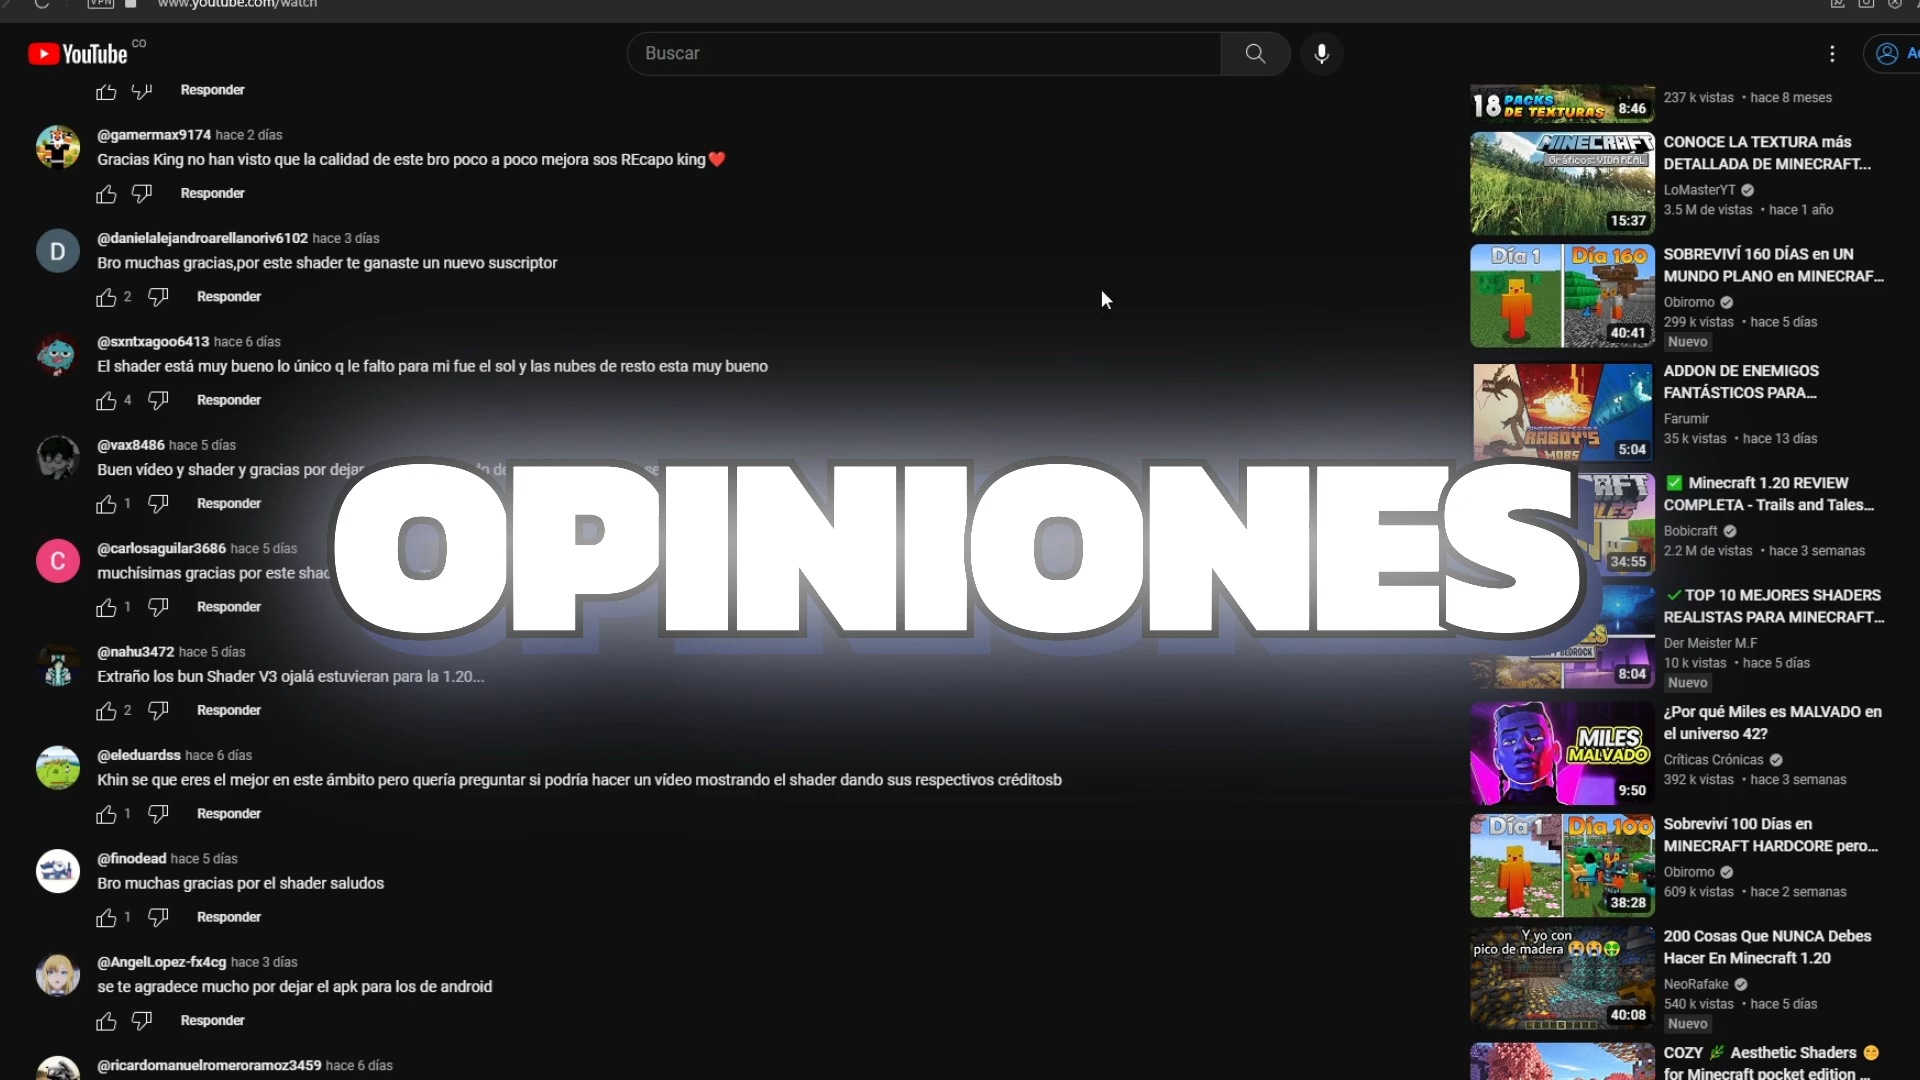 VPN
www.youtube.com/watch
YouTube CO
Buscar
Responder
@gamermax9174 hace 2 días
Gracias King no han visto que la calidad de este bro poco a poco mejora sos REcapo king❤️
Responder
@danielalejandroarellanoriv6102 hace 3 días
Bro muchas gracias,por este shader te ganaste un nuevo suscriptor
2 Responder
@sxntxagoo6413 hace 6 días
El shader está muy bueno lo único q le falto para mi fue el sol y las nubes de resto esta muy bueno
4 Responder
@vax8486 hace 5 días
Buen vídeo y shader y gracias por dejar
1 Responder
@carlosaguilar3686 hace 5 días
muchísimas gracias por este
1 Responder
@nahu3472 hace 5 días
Extraño los bun Shader V3 ojalá estuvieran para la 1.20...
2 Responder
@eleduardss hace 6 días
Khin se que eres el mejor en este ámbito pero quería preguntar si podría hacer un vídeo mostrando el shader dando sus respectivos créditosb
1 Responder
@finodead hace 5 días
Bro muchas gracias por el shader saludos
1 Responder
@AngelLopez-fx4cg hace 3 días
se te agradece mucho por dejar el apk para los de android
Responder
@ricardomanuelromeroramoz3459 hace 6 días
OPINIONES
18 PACKS
DE TEXTURAS
8:46
237 k vistas • hace 8 meses
MINECRAFT
Gráficos: VIDA REAL
15:37
CONOCE LA TEXTURA más
DETALLADA DE MINECRAFT...
LoMasterYT
3.5 M de vistas • hace 1 año
Día 1 Día 160
40:41
SOBREVIVÍ 160 DÍAS en UN
MUNDO PLANO en MINECRAF...
Obiromo
299 k vistas • hace 5 días
Nuevo
RABOY'S
MOBS
5:04
ADDON DE ENEMIGOS
FANTÁSTICOS PARA...
Farumir
35 k vistas • hace 13 días
34:55
✅ Minecraft 1.20 REVIEW
COMPLETA - Trails and Tales...
Bobicraft
2.2 M de vistas • hace 3 semanas
BEDROCK
8:04
✓ TOP 10 MEJORES SHADERS
REALISTAS PARA MINECRAFT...
Der Meister M.F
10 k vistas • hace 5 días
Nuevo
MILES
MALVADO
9:50
¿Por qué Miles es MALVADO en
el universo 42?
Críticas Crónicas
392 k vistas • hace 3 semanas
Día 1 Día 100
38:28
Sobreviví 100 Días en
MINECRAFT HARDCORE pero...
Obiromo
609 k vistas • hace 2 semanas
Y yo con
pico de madera 😭😭🤑
40:08
200 Cosas Que NUNCA Debes
Hacer En Minecraft 1.20
NeoRafake
540 k vistas • hace 5 días
Nuevo
COZY 🌿 Aesthetic Shaders 😊
for Minecraft pocket edition ...